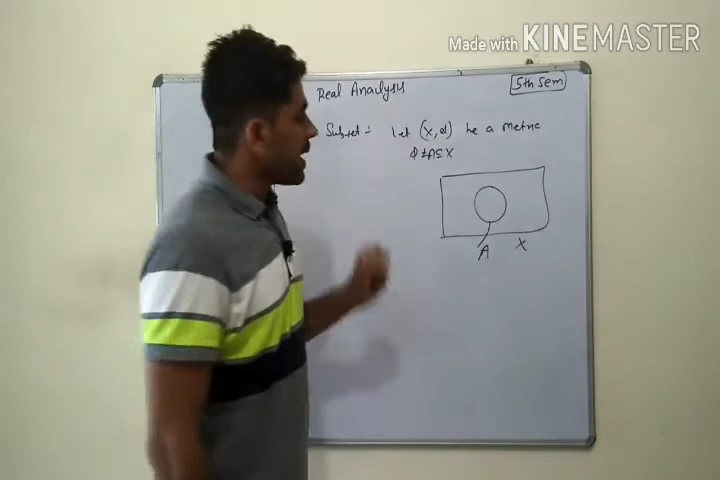 Made with KINEMASTER
Real Analysis
5th Sem
Subset :- Let (X, d) be a Metric
Φ ≠ A ⊆ X
A
X